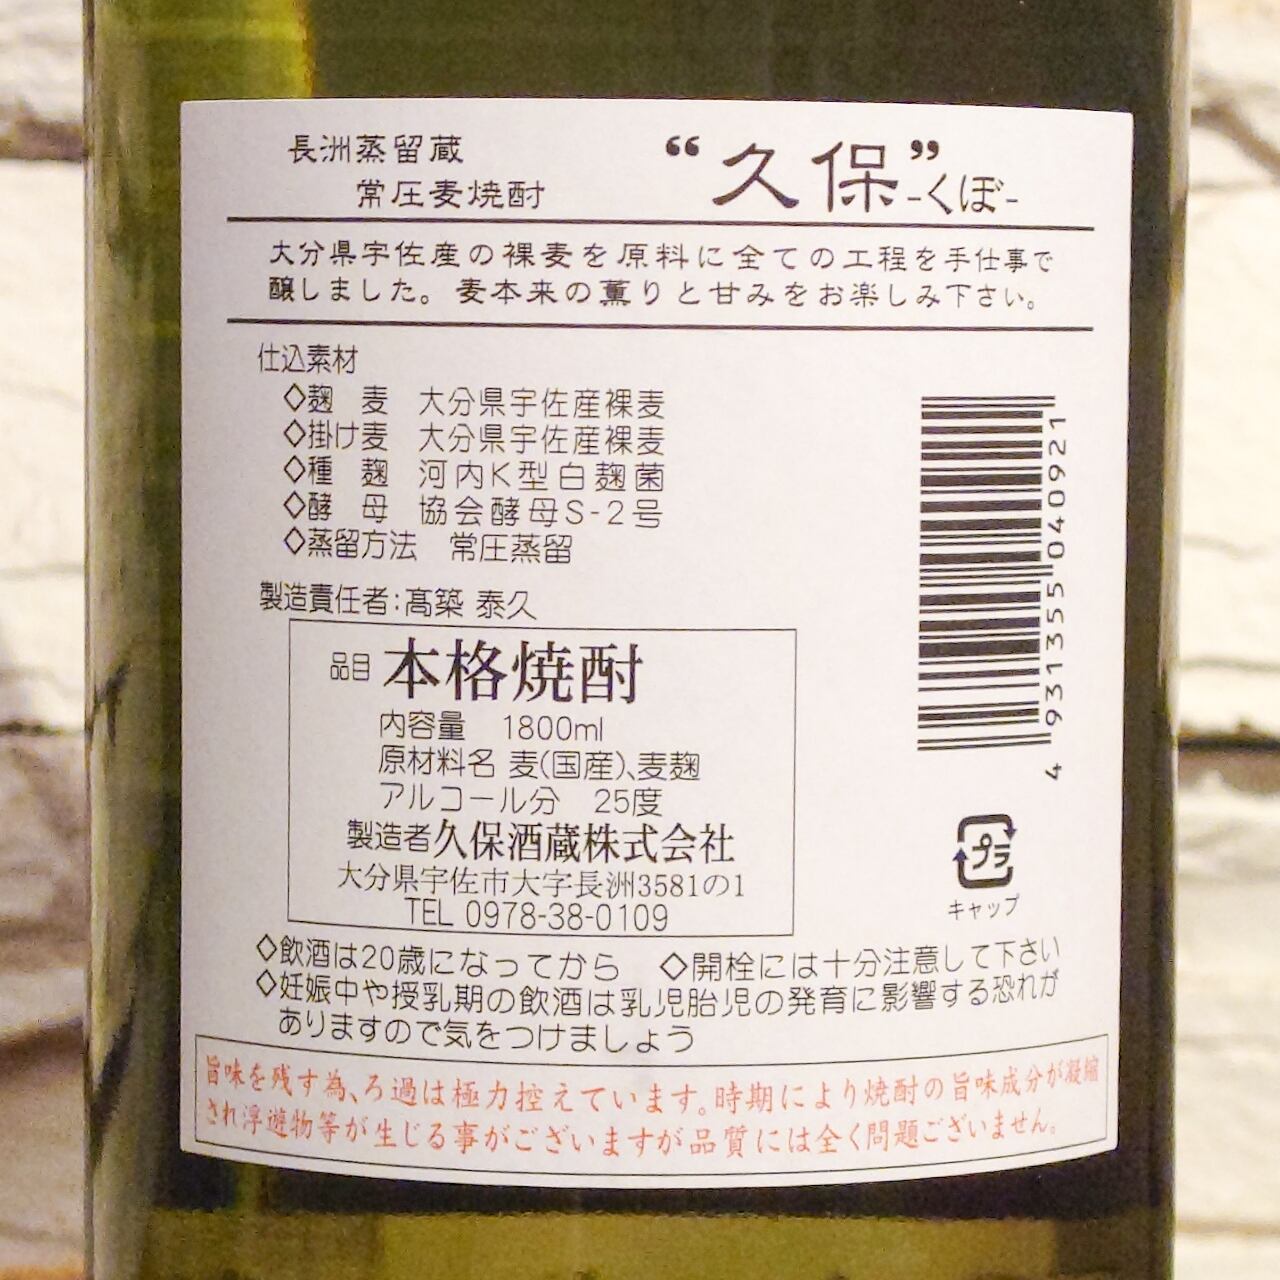 長洲蒸留蔵
常圧麦焼酎
“久保”-くぼ-
大分県宇佐産の裸麦を原料に全ての工程を手仕事で
醸しました。麦本来の薫りと甘みをお楽しみ下さい。
仕込素材
◇麹　麦　大分県宇佐産裸麦
◇掛け麦　大分県宇佐産裸麦
◇種　麹　河内K型白麹菌
◇酵　母　協会酵母S-2号
◇蒸留方法　常圧蒸留
製造責任者:髙築 泰久
品目 本格焼酎
内容量　1800ml
原材料名 麦(国産)、麦麹
アルコール分　25度
製造者久保酒蔵株式会社
大分県宇佐市大字長洲3581の1
TEL 0978-38-0109
4 931355 040921
プラ
キャップ
◇飲酒は20歳になってから　◇開栓には十分注意して下さい
◇妊娠中や授乳期の飲酒は乳児胎児の発育に影響する恐れが
ありますので気をつけましょう
旨味を残す為、ろ過は極力控えています。時期により焼酎の旨味成分が凝縮
され浮遊物等が生じる事がございますが品質には全く問題ございません。